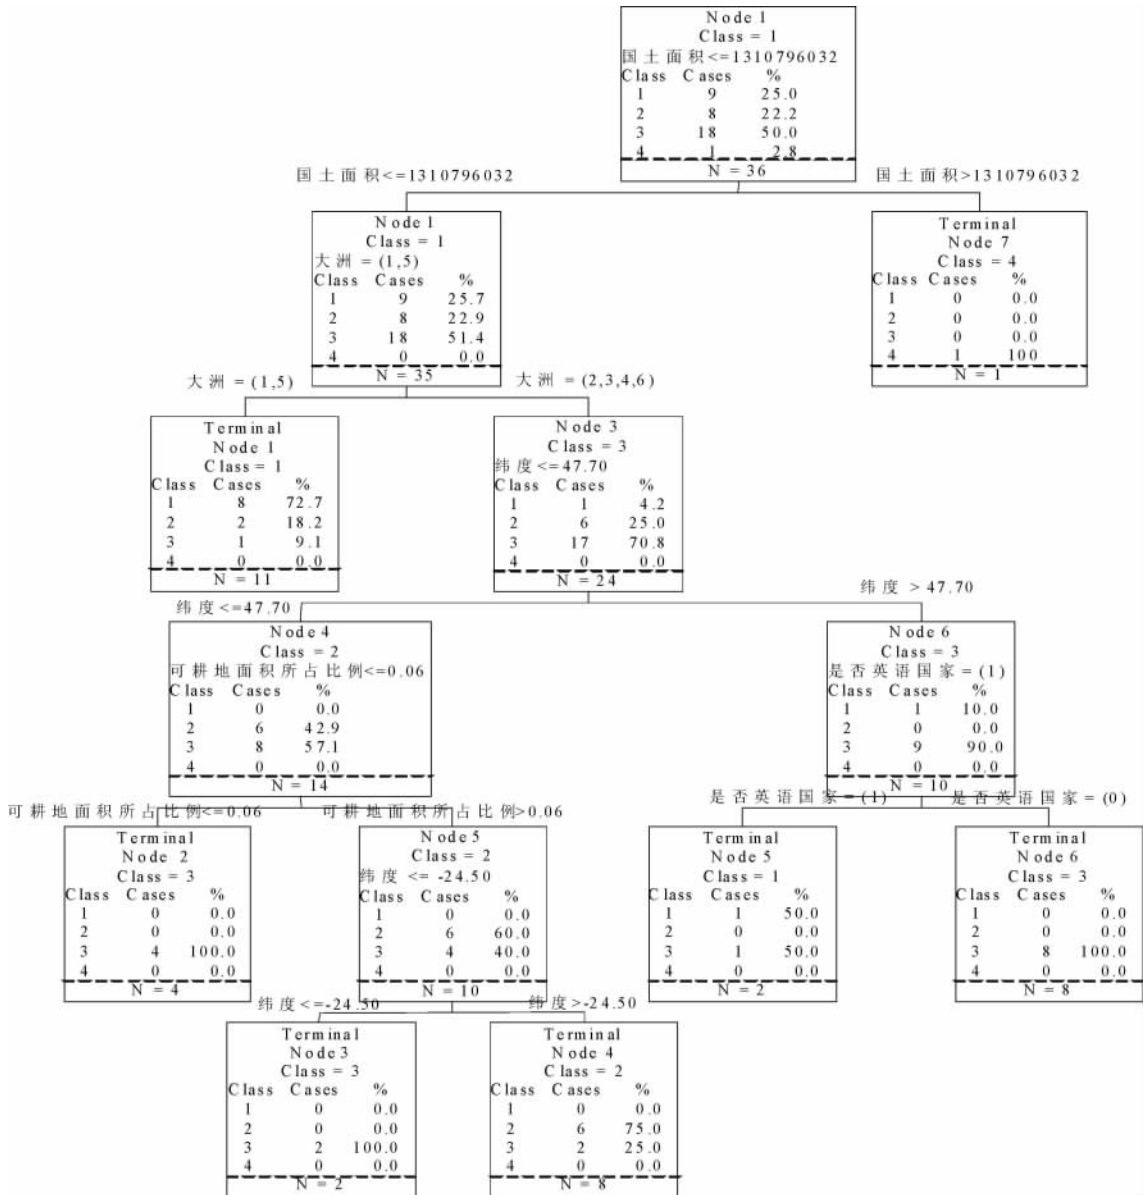 Node 1
Class = 1
国土面积<=1310796032
Class Cases %
1 9 25.0
2 8 22.2
3 18 50.0
4 1 2.8
N = 36
国土面积<=1310796032
国土面积>1310796032
Node 1
Class = 1
大洲 = (1,5)
Class Cases %
1 9 25.7
2 8 22.9
3 18 51.4
4 0 0.0
N = 35
Terminal
Node 7
Class = 4
Class Cases %
1 0 0.0
2 0 0.0
3 0 0.0
4 1 100
N = 1
大洲 = (1,5)
大洲 = (2,3,4,6)
Terminal
Node 1
Class = 1
Class Cases %
1 8 72.7
2 2 18.2
3 1 9.1
4 0 0.0
N = 11
Node 3
Class = 3
纬度<=47.70
Class Cases %
1 1 4.2
2 6 25.0
3 17 70.8
4 0 0.0
N = 24
纬度<=47.70
纬度 > 47.70
Node 4
Class = 2
可耕地面积所占比例<=0.06
Class Cases %
1 0 0.0
2 6 42.9
3 8 57.1
4 0 0.0
N = 14
Node 6
Class = 3
是否英语国家=(1)
Class Cases %
1 1 10.0
2 0 0.0
3 9 90.0
4 0 0.0
N = 10
可耕地面积所占比例<=0.06
可耕地面积所占比例>0.06
是否英语国家=(1)
是否英语国家=(0)
Terminal
Node 2
Class = 3
Class Cases %
1 0 0.0
2 0 0.0
3 4 100.0
4 0 0.0
N = 4
Node 5
Class = 2
纬度 <= -24.50
Class Cases %
1 0 0.0
2 6 60.0
3 4 40.0
4 0 0.0
N = 10
Terminal
Node 5
Class = 1
Class Cases %
1 1 50.0
2 0 0.0
3 1 50.0
4 0 0.0
N = 2
Terminal
Node 6
Class = 3
Class Cases %
1 0 0.0
2 0 0.0
3 8 100.0
4 0 0.0
N = 8
纬度<=-24.50
纬度>-24.50
Terminal
Node 3
Class = 3
Class Cases %
1 0 0.0
2 0 0.0
3 2 100.0
4 0 0.0
N = 2
Terminal
Node 4
Class = 2
Class Cases %
1 0 0.0
2 6 75.0
3 2 25.0
4 0 0.0
N = 8